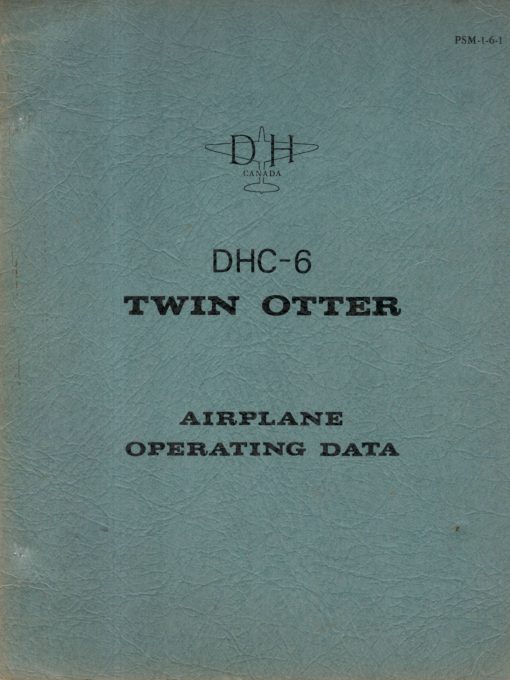 PSM-1-6-1
DH
CANADA
DHC-6
TWIN OTTER
AIRPLANE
OPERATING DATA